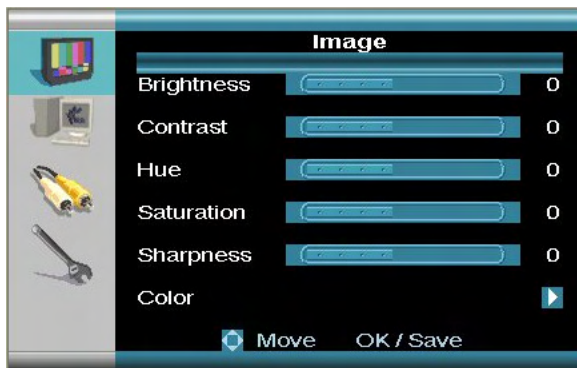 Image
Brightness 0
Contrast 0
Hue 0
Saturation 0
Sharpness 0
Color
Move OK / Save